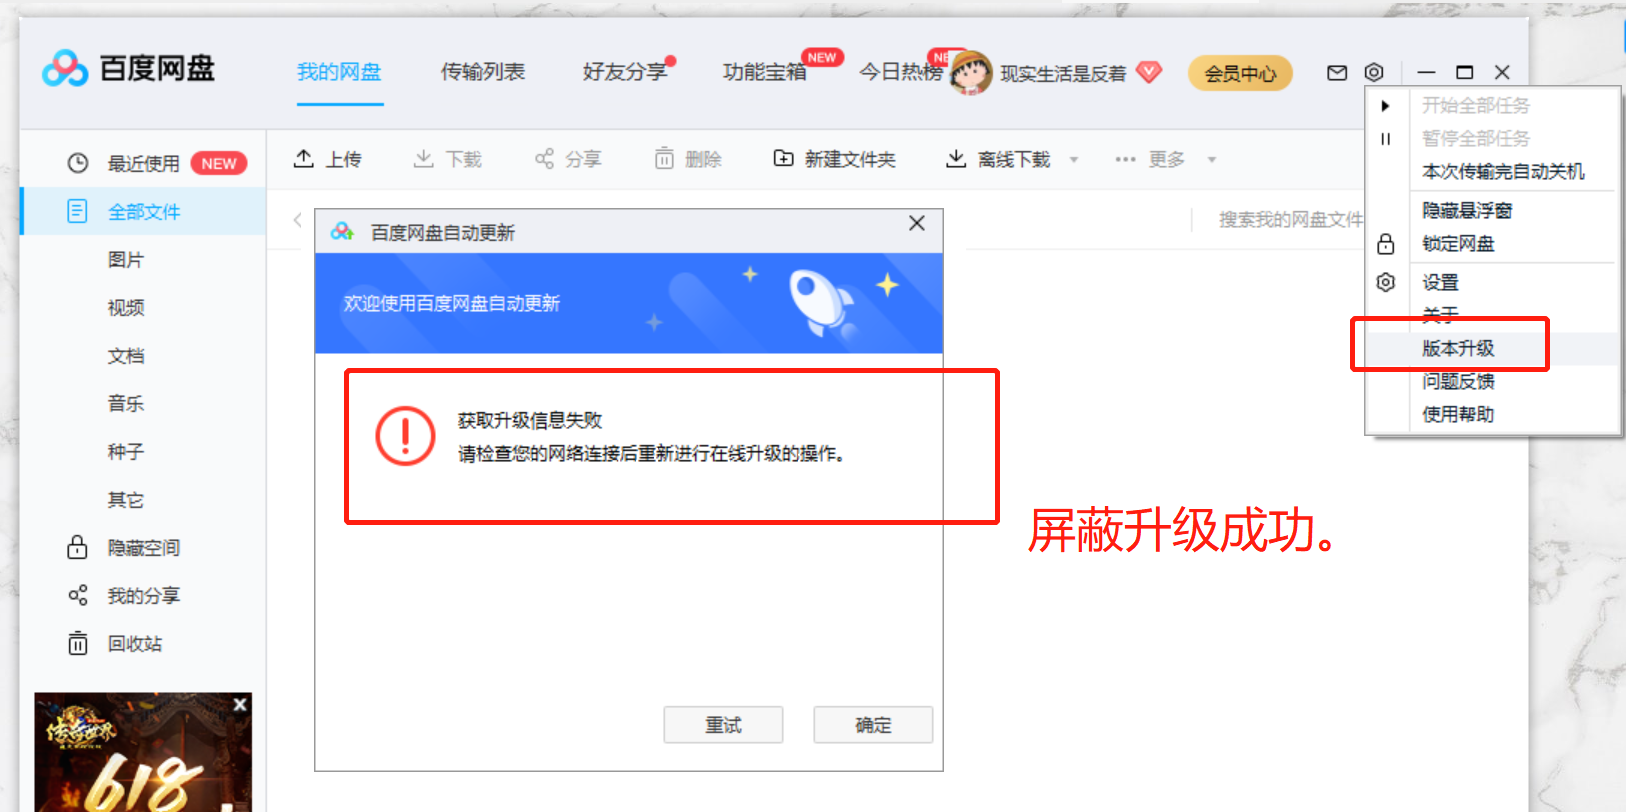 百度网盘
我的网盘
传输列表
好友分享
功能宝箱
NEW
今日热榜
现实生活是反着
会员中心
最近使用
NEW
全部文件
图片
视频
文档
音乐
种子
其它
隐藏空间
我的分享
回收站
上传
下载
分享
删除
新建文件夹
离线下载
更多
搜索我的网盘文件
百度网盘自动更新
欢迎使用百度网盘自动更新
获取升级信息失败
请检查您的网络连接后重新进行在线升级的操作。
重试
确定
开始全部任务
暂停全部任务
本次传输完自动关机
隐藏悬浮窗
锁定网盘
设置
关于
版本升级
问题反馈
使用帮助
屏蔽升级成功。
传奇世界
618